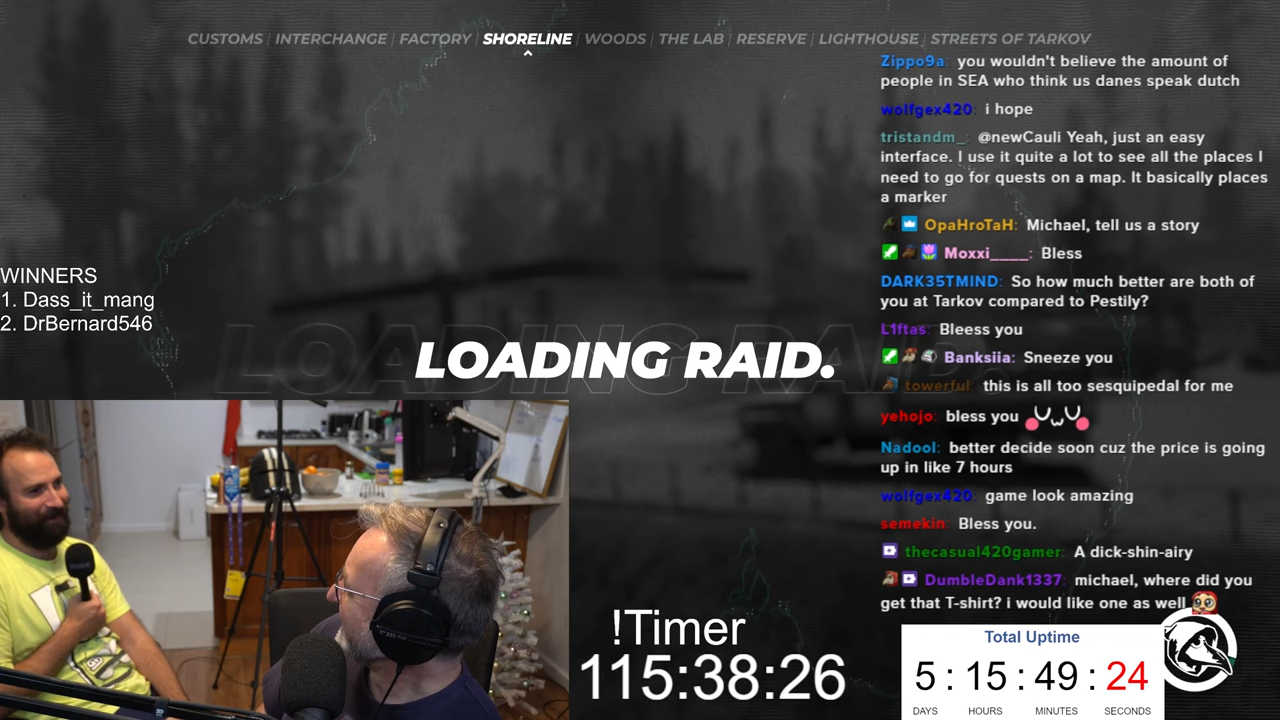 CUSTOMS | INTERCHANGE | FACTORY | SHORELINE | WOODS | THE LAB | RESERVE | LIGHTHOUSE | STREETS OF TARKOV
Zippo9a: you wouldn't believe the amount of
people in SEA who think us danes speak dutch
wolfgex420: i hope
tristandm_: @newCauli Yeah, just an easy
interface. I use it quite a lot to see all the places I
need to go for quests on a map. It basically places
a marker
OpaHroTaH: Michael, tell us a story
Moxxi____: Bless
DARK35TMIND: So how much better are both of
you at Tarkov compared to Pestily?
L1ftas: Bleess you
Banksiia: Sneeze you
towerful: this is all too sesquipedal for me
yehojo: bless you
Nadool: better decide soon cuz the price is going
up in like 7 hours
wolfgex420: game look amazing
semekin: Bless you.
thecasual420gamer: A dick-shin-airy
DumbleDank1337: michael, where did you
get that T-shirt? i would like one as well
WINNERS
1. Dass_it_mang
2. DrBernard546
LOADING RAID.
LOADING RAID.
!Timer
115:38:26
Total Uptime
5 : 15 : 49 : 24
DAYS HOURS MINUTES SECONDS